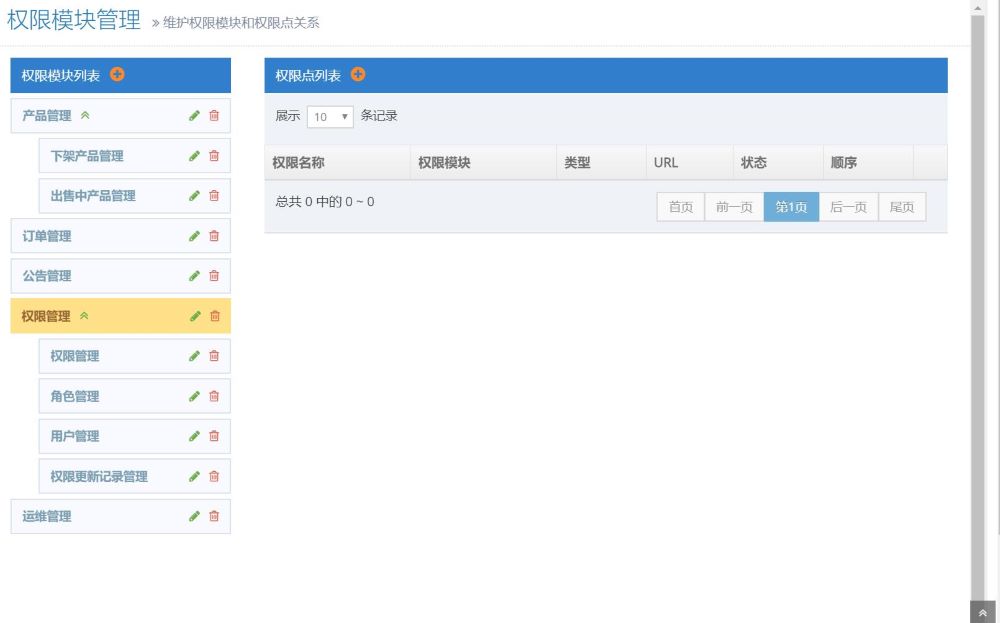 权限模块管理 » 维护权限模块和权限点关系
权限模块列表
产品管理
下架产品管理
出售中产品管理
订单管理
公告管理
权限管理
权限管理
角色管理
用户管理
权限更新记录管理
运维管理
权限点列表
展示 10 条记录
权限名称 权限模块 类型 URL 状态 顺序
总共 0 中的 0 ~ 0
首页 前一页 第1页 后一页 尾页